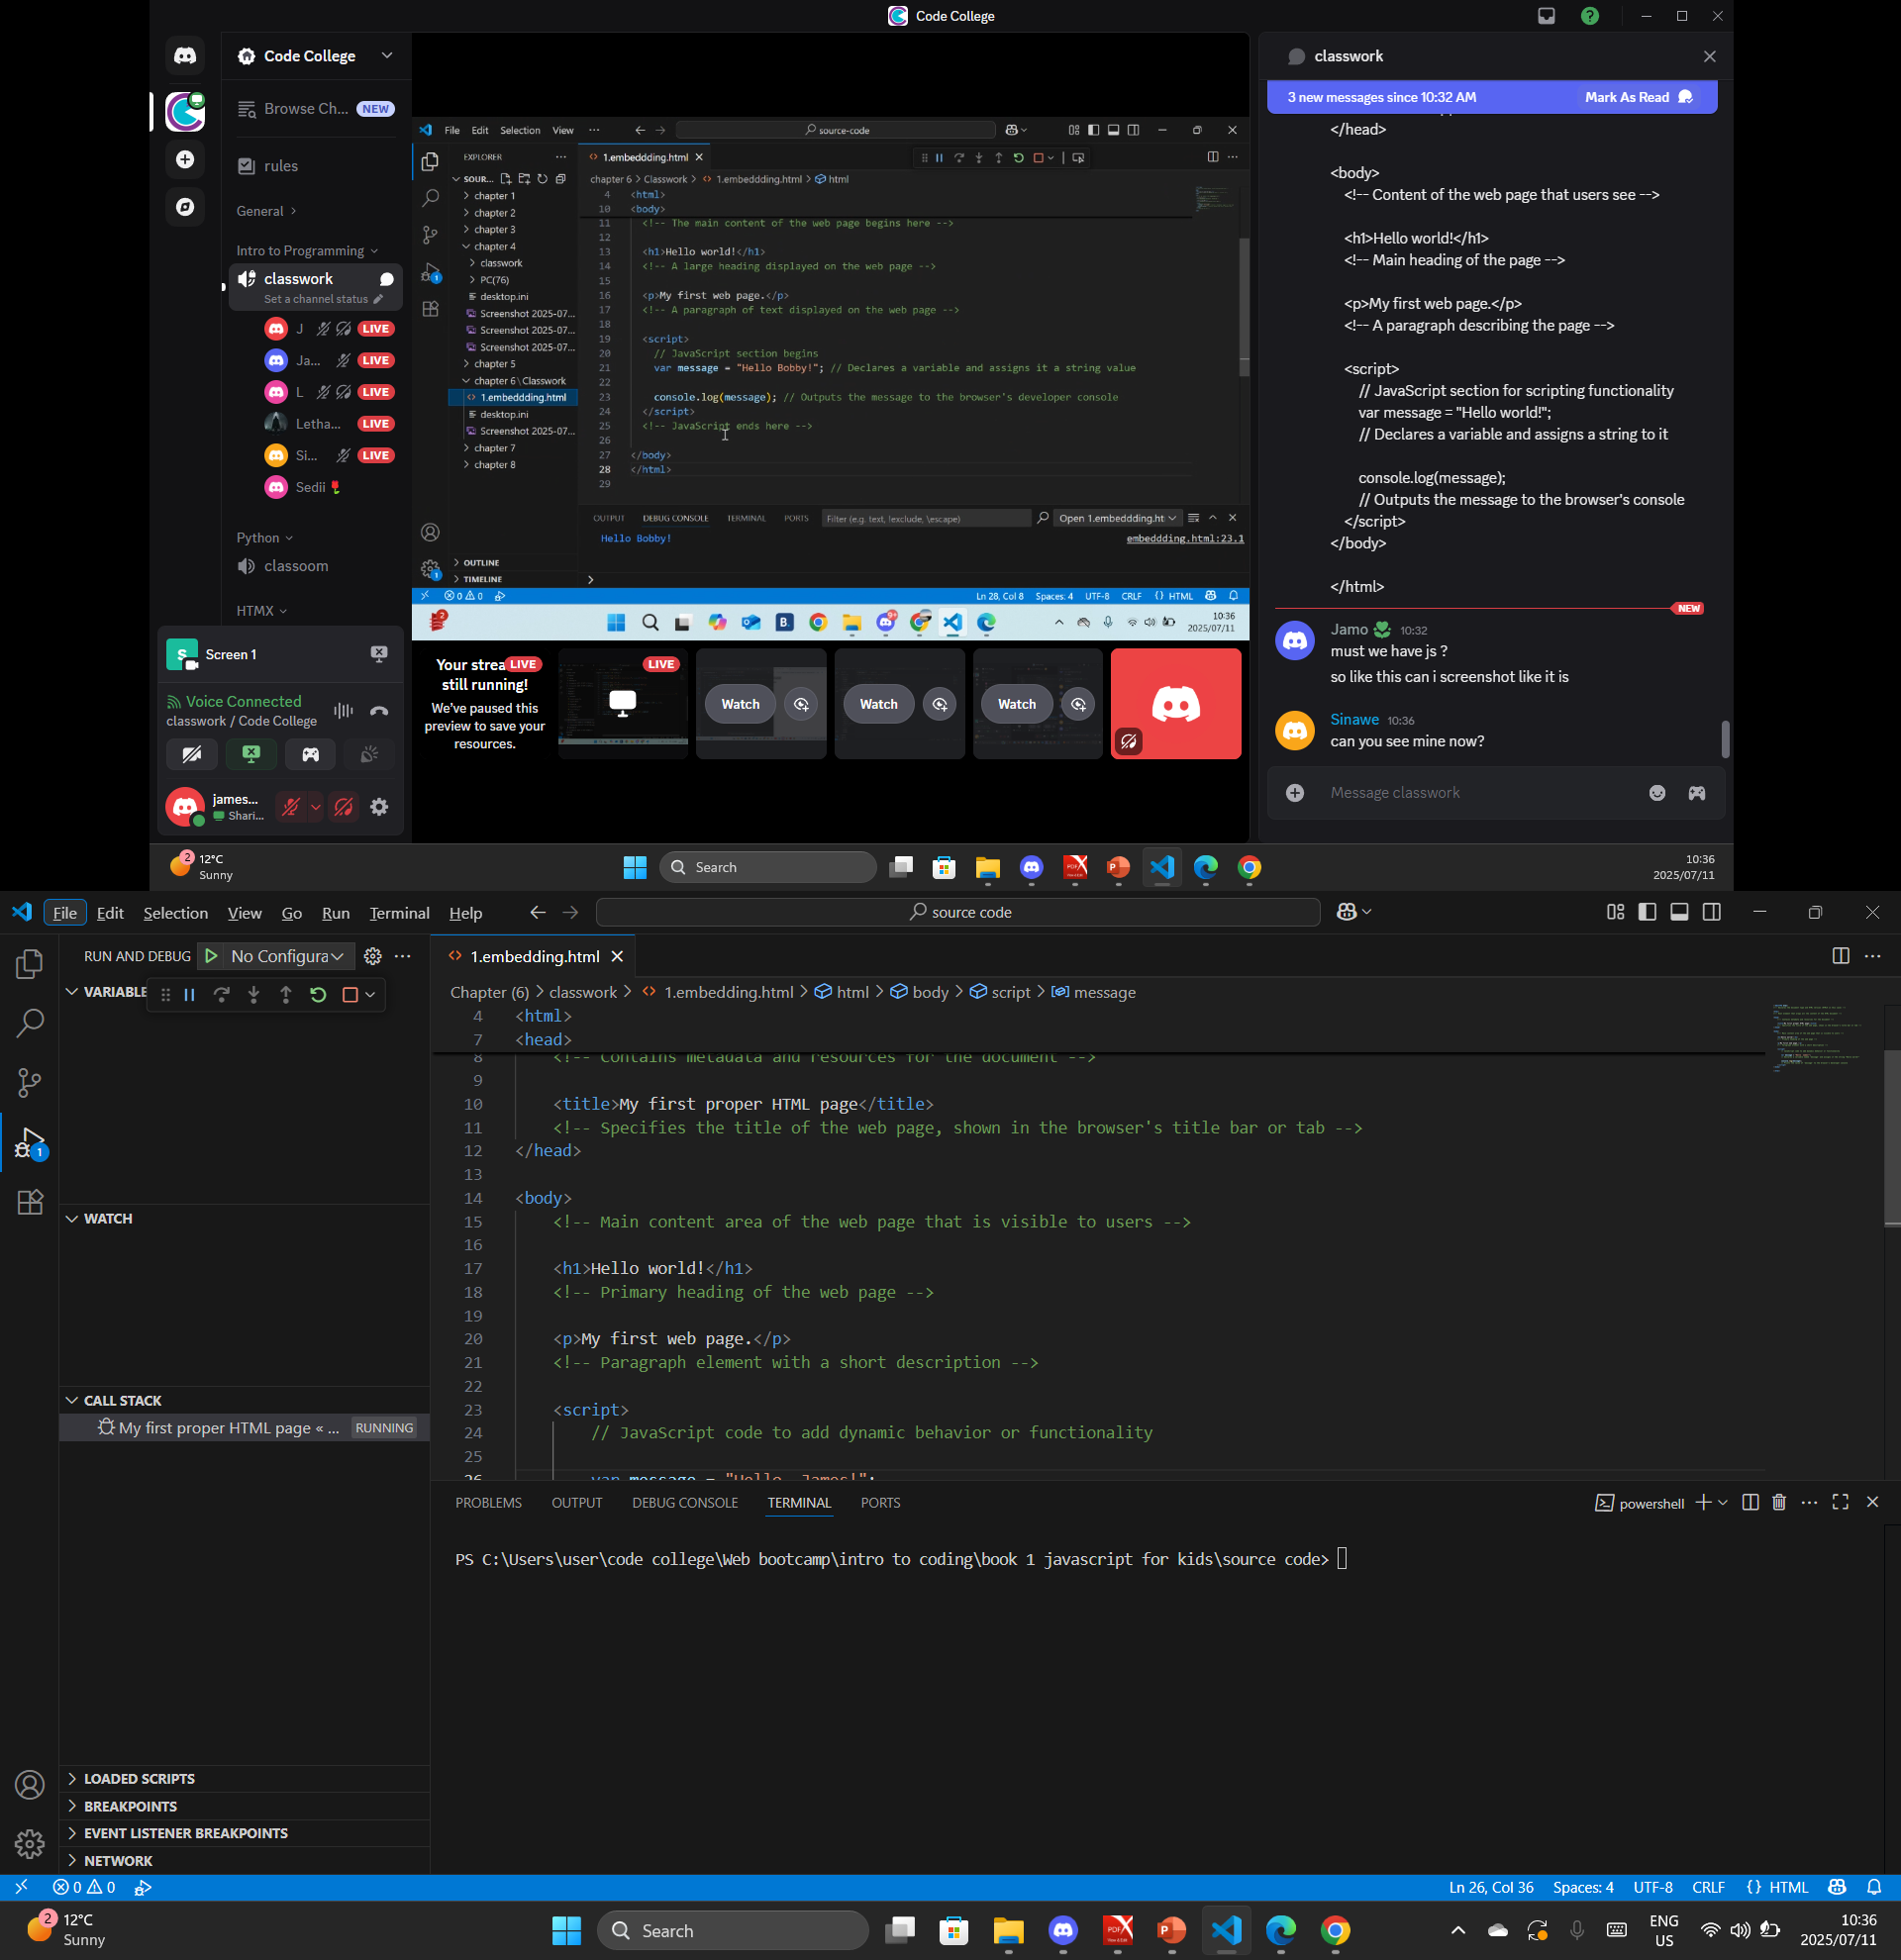 Code College
Code College
Browse Ch... NEW
rules
General
Intro to Programming
classwork
Set a channel status
J LIVE
Ja... LIVE
L LIVE
Letha... LIVE
Si... LIVE
Sedii
Python
classoom
HTMX
S Screen 1
Voice Connected
classwork / Code College
james...
Shari...
File Edit Selection View ··· source-code
EXPLORER ···
SOUR...
chapter 1
chapter 2
chapter 3
chapter 4
classwork
PC(76)
desktop.ini
Screenshot 2025-07...
Screenshot 2025-07...
Screenshot 2025-07...
chapter 5
chapter 6\Classwork
1.embeddding.html
desktop.ini
Screenshot 2025-07...
chapter 7
chapter 8
OUTLINE
TIMELINE
1.embeddding.html
chapter 6 > Classwork > 1.embeddding.html > html
4 <html>
10 <body>
11 <!-- The main content of the web page begins here -->
12
13 <h1>Hello world!</h1>
14 <!-- A large heading displayed on the web page -->
15
16 <p>My first web page.</p>
17 <!-- A paragraph of text displayed on the web page -->
18
19 <script>
20 // JavaScript section begins
21 var message = "Hello Bobby!"; // Declares a variable and assigns it a string value
22
23 console.log(message); // Outputs the message to the browser's developer console
24 </script>
25 <!-- JavaScript ends here -->
26
27 </body>
28 </html>
29
OUTPUT DEBUG CONSOLE TERMINAL PORTS Filter (e.g. text, !exclude, \escape) Open 1.embeddding.ht
Hello Bobby! embeddding.html:23.1
0 0 Ln 28, Col 8 Spaces: 4 UTF-8 CRLF {} HTML
10:36
2025/07/11
Your strea LIVE
still running!
We've paused this
preview to save your
resources.
LIVE
Watch
Watch
Watch
classwork
3 new messages since 10:32 AM Mark As Read
</head>
<body>
<!-- Content of the web page that users see -->
<h1>Hello world!</h1>
<!-- Main heading of the page -->
<p>My first web page.</p>
<!-- A paragraph describing the page -->
<script>
// JavaScript section for scripting functionality
var message = "Hello world!";
// Declares a variable and assigns a string to it
console.log(message);
// Outputs the message to the browser's console
</script>
</body>
</html>
NEW
Jamo 10:32
must we have js ?
so like this can i screenshot like it is
Sinawe 10:36
can you see mine now?
Message classwork
2 12°C
Sunny
Search
10:36
2025/07/11
File Edit Selection View Go Run Terminal Help source code
RUN AND DEBUG No Configura
VARIABLE
WATCH
CALL STACK
My first proper HTML page « ... RUNNING
LOADED SCRIPTS
BREAKPOINTS
EVENT LISTENER BREAKPOINTS
NETWORK
1.embedding.html
Chapter (6) > classwork > 1.embedding.html > html > body > script > message
4 <html>
7 <head>
8 <!-- Contains metadata and resources for the document -->
9
10 <title>My first proper HTML page</title>
11 <!-- Specifies the title of the web page, shown in the browser's title bar or tab -->
12 </head>
13
14 <body>
15 <!-- Main content area of the web page that is visible to users -->
16
17 <h1>Hello world!</h1>
18 <!-- Primary heading of the web page -->
19
20 <p>My first web page.</p>
21 <!-- Paragraph element with a short description -->
22
23 <script>
24 // JavaScript code to add dynamic behavior or functionality
25
26 var message = "Hello, James!";
PROBLEMS OUTPUT DEBUG CONSOLE TERMINAL PORTS powershell
PS C:\Users\user\code college\Web bootcamp\intro to coding\book 1 javascript for kids\source code>
0 0 Ln 26, Col 36 Spaces: 4 UTF-8 CRLF {} HTML
2 12°C
Sunny
Search
ENG
US
10:36
2025/07/11